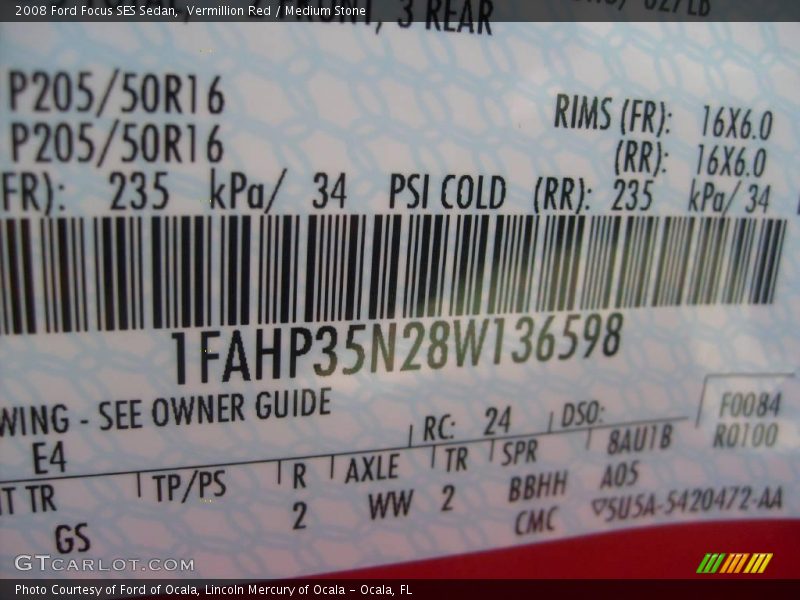 2008 Ford Focus SES Sedan, Vermillion Red / Medium Stone
3 REAR
P205/50R16 RIMS (FR): 16X6.0
P205/50R16 (RR): 16X6.0
FR): 235 kPa/ 34 PSI COLD (RR): 235 kPa/ 34
1FAHP35N28W136598
WING - SEE OWNER GUIDE RC: 24 DSO: F0084
E4 R0100
NT TR TP/PS R AXLE TR SPR 8AU1B
GS 2 WW 2 BBHH A05
CMC ▽5U5A-5420472-AA
GTCARLOT.COM
Photo Courtesy of Ford of Ocala, Lincoln Mercury of Ocala - Ocala, FL